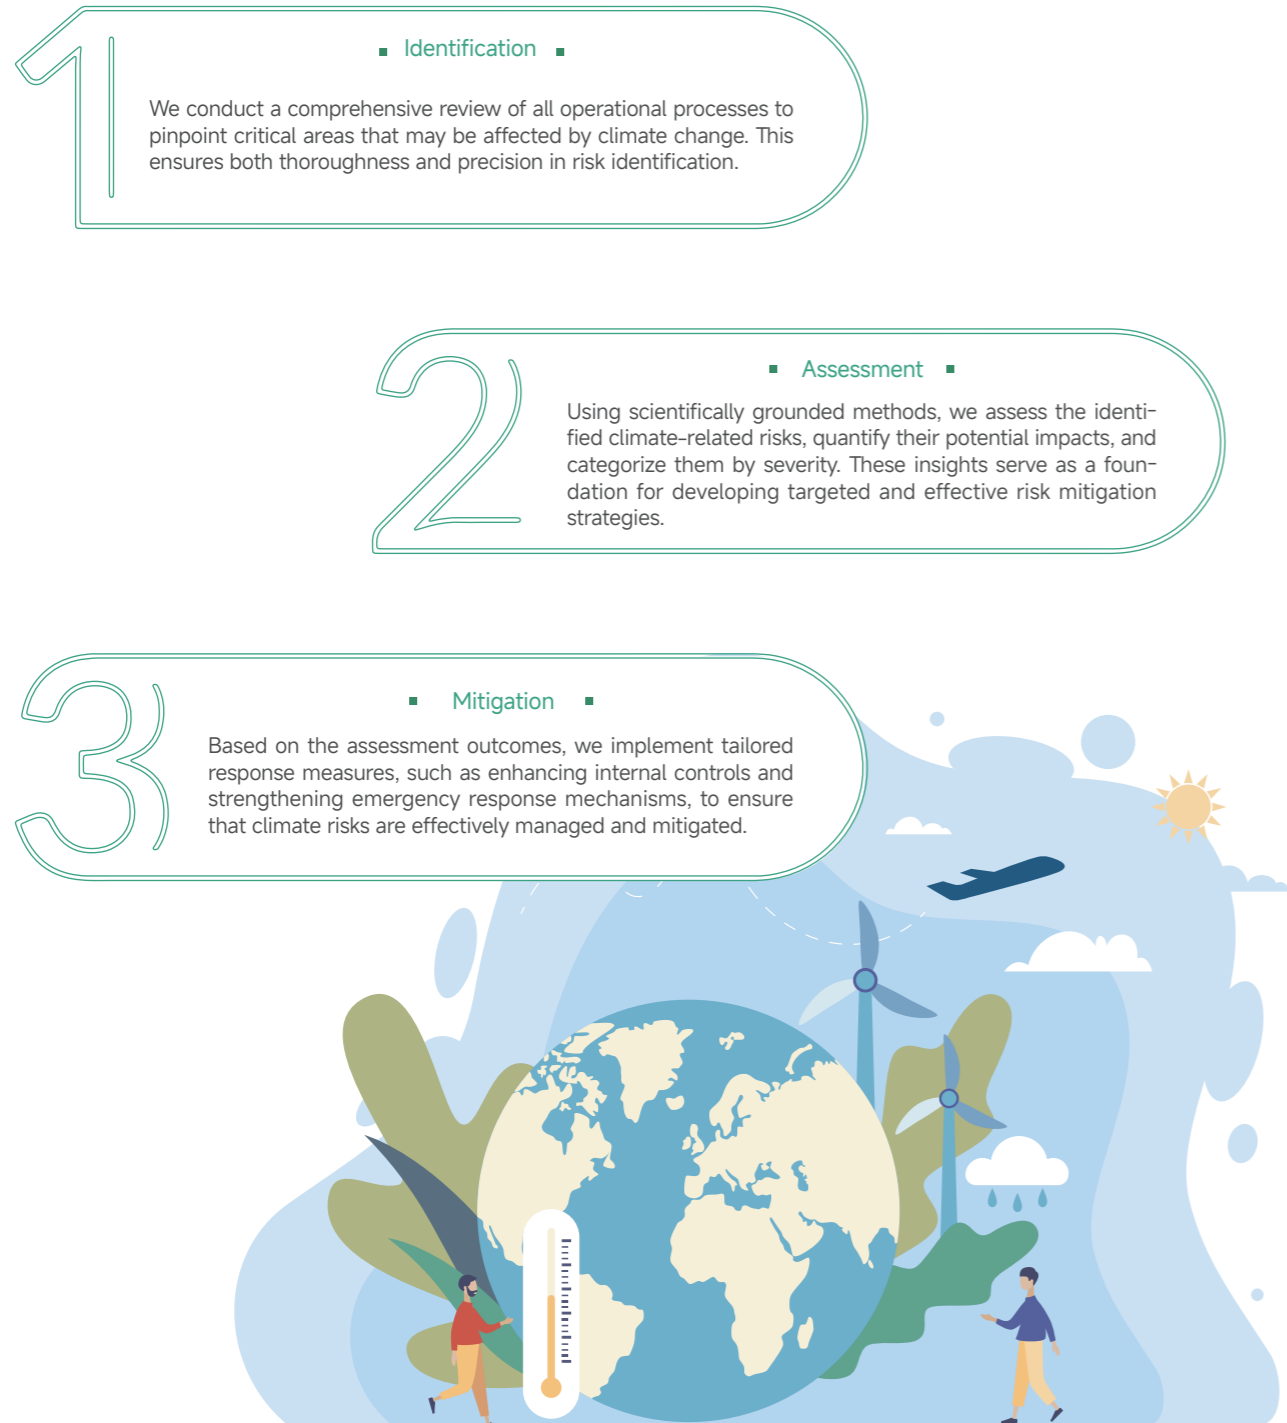 1
Identification
We conduct a comprehensive review of all operational processes to
pinpoint critical areas that may be affected by climate change. This
ensures both thoroughness and precision in risk identification.
2
Assessment
Using scientifically grounded methods, we assess the identi-
fied climate-related risks, quantify their potential impacts, and
categorize them by severity. These insights serve as a foun-
dation for developing targeted and effective risk mitigation
strategies.
3
Mitigation
Based on the assessment outcomes, we implement tailored
response measures, such as enhancing internal controls and
strengthening emergency response mechanisms, to ensure
that climate risks are effectively managed and mitigated.